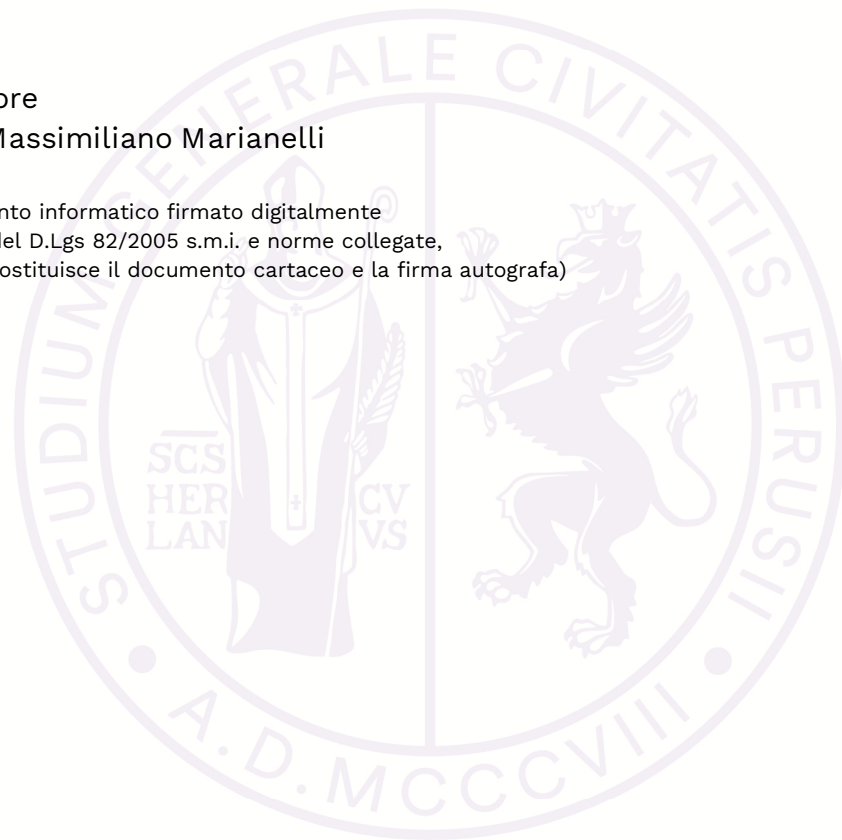 ore
Massimiliano Marianelli
nto informatico firmato digitalmente
del D.Lgs 82/2005 s.m.i. e norme collegate,
ostituisce il documento cartaceo e la firma autografa)
STUDIUM GENERALE CIVITATIS PERUSII
SCS
HER CV
LAN VS
• A.D. MCCCVIII •